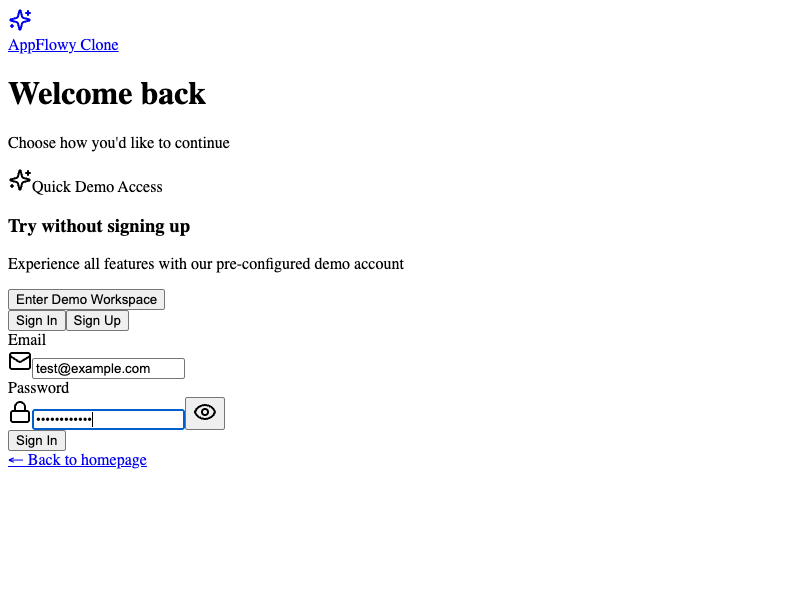 AppFlowy Clone
Welcome back
Choose how you'd like to continue
Quick Demo Access
Try without signing up
Experience all features with our pre-configured demo account
Enter Demo Workspace
Sign In Sign Up
Email
test@example.com
Password
••••••••••••
Sign In
← Back to homepage